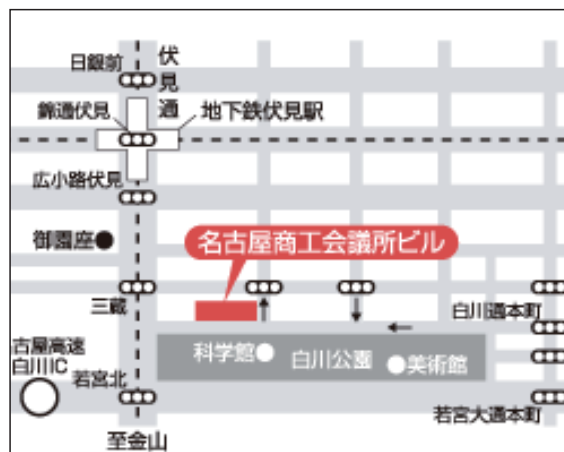 日銀前
伏見通
錦通伏見
地下鉄伏見駅
広小路伏見
御園座
名古屋商工会議所ビル
三蔵
白川通本町
科学館
白川公園
美術館
古屋高速
白川IC
若宮北
若宮大通本町
至金山